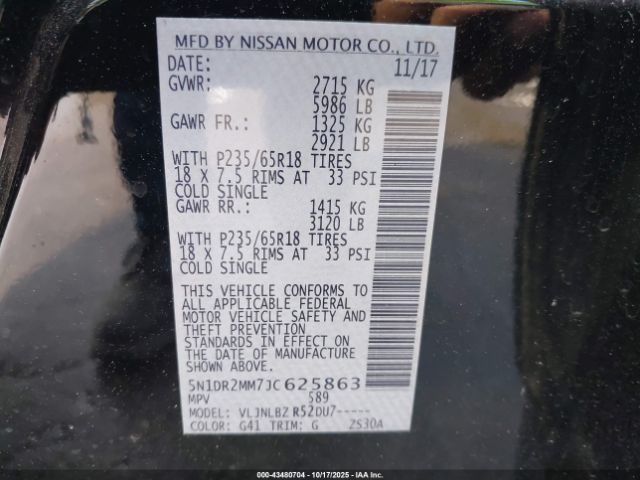 MFD BY NISSAN MOTOR CO., LTD.
DATE: 11/17
GVWR: 2715 KG
5986 LB
GAWR FR.: 1325 KG
2921 LB
WITH P235/65R18 TIRES
18 X 7.5 RIMS AT 33 PSI
COLD SINGLE
GAWR RR.: 1415 KG
3120 LB
WITH P235/65R18 TIRES
18 X 7.5 RIMS AT 33 PSI
COLD SINGLE
THIS VEHICLE CONFORMS TO
ALL APPLICABLE FEDERAL
MOTOR VEHICLE SAFETY AND
THEFT PREVENTION
STANDARDS IN EFFECT ON
THE DATE OF MANUFACTURE
SHOWN ABOVE.
5N1DR2MM7JC625863
MPV 589
MODEL: VLJNLBZ R52DU7-----
COLOR: G41 TRIM: G ZS30A
00-43480704 - 10/17/2025 - IAAI.COM